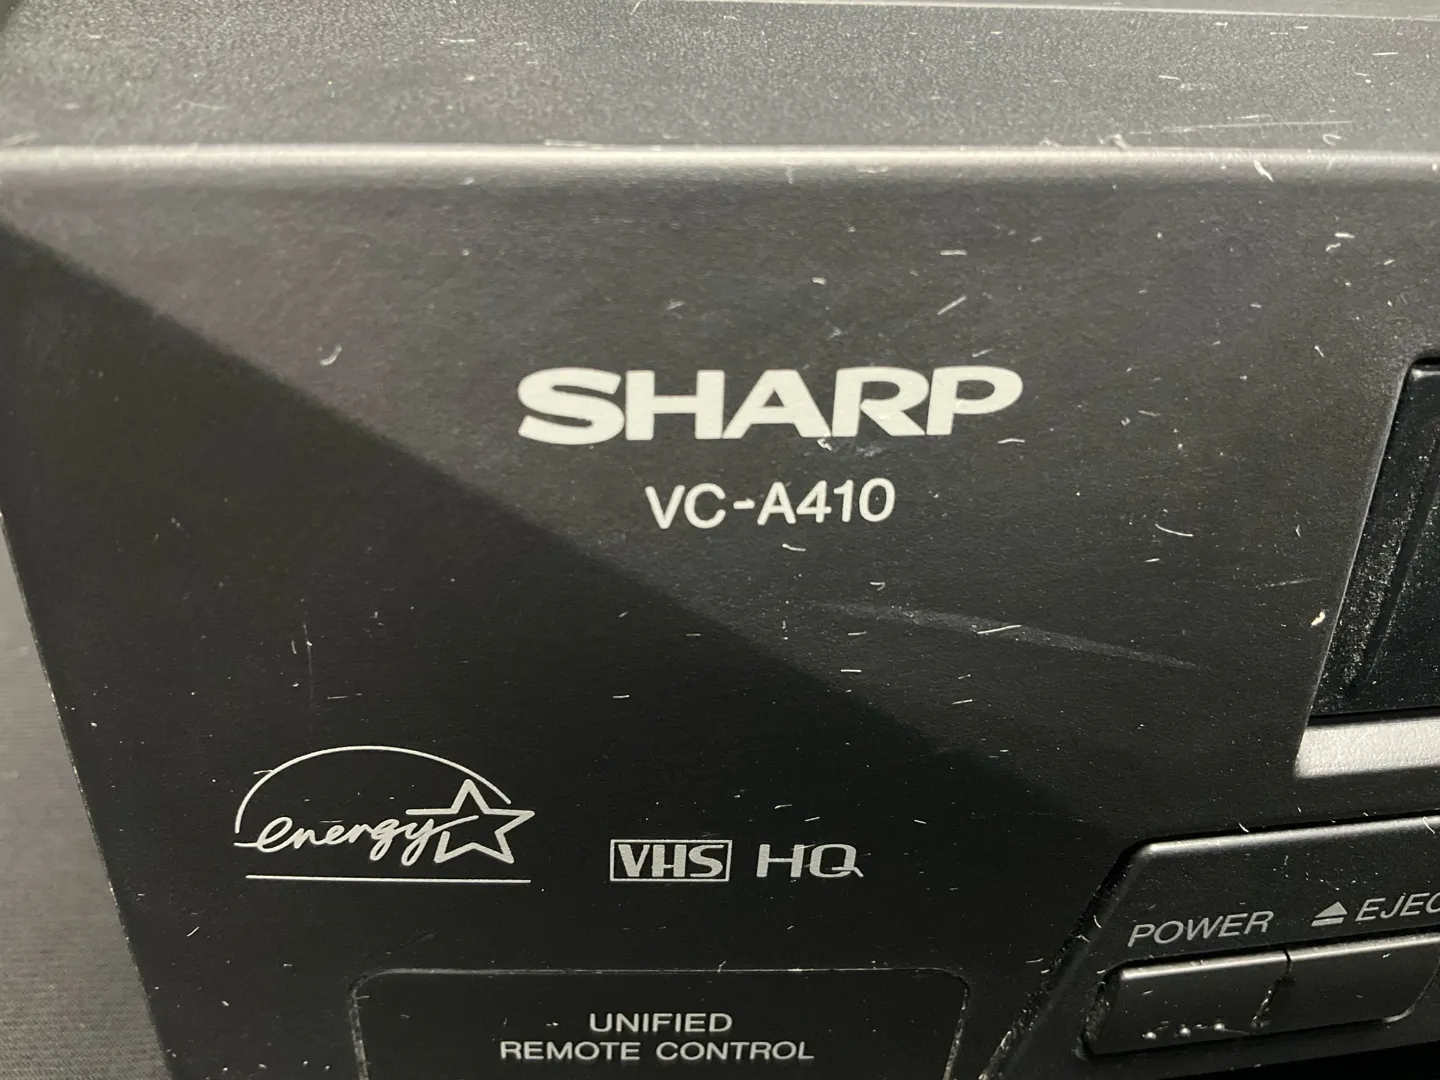 SHARP
VC-A410
energy
VHS HQ
POWER
UNIFIED
REMOTE CONTROL